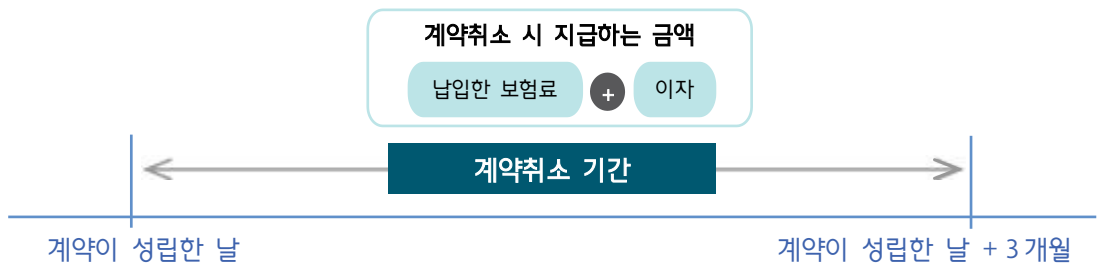 계약취소 시 지급하는 금액
납입한 보험료 + 이자
계약취소 기간
계약이 성립한 날 계약이 성립한 날 + 3개월